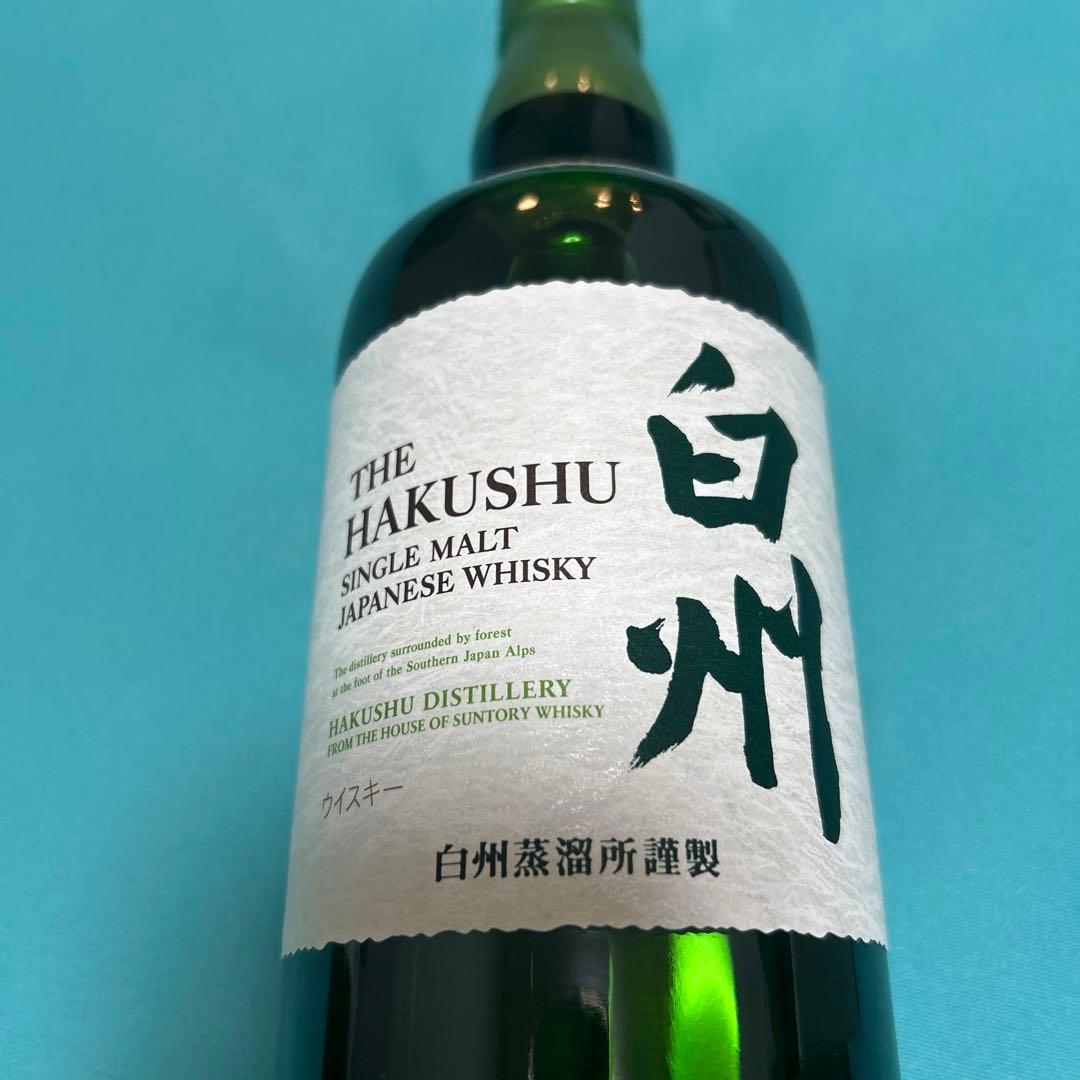 THE
HAKUSHU
SINGLE MALT
JAPANESE WHISKY
The distillery surrounded by forest
at the foot of the Southern Japan Alps
HAKUSHU DISTILLERY
FROM THE HOUSE OF SUNTORY WHISKY
ウイスキー
白州
白州蒸溜所謹製